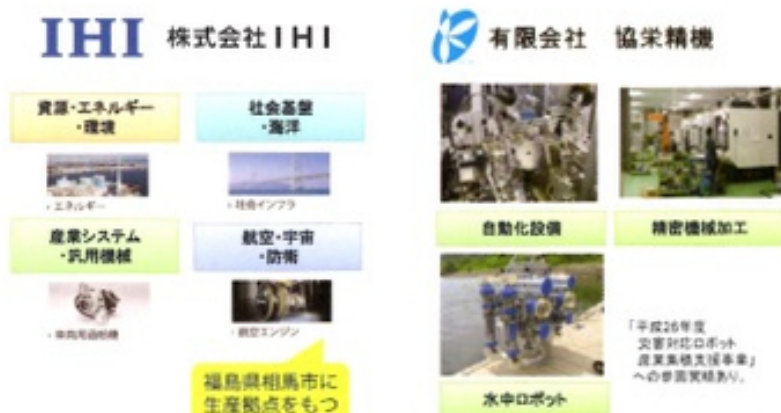 IHI 株式会社IHI
資源・エネルギー
・環境
社会基盤
・海洋
・エネルギー
・社会インフラ
産業システム
・汎用機械
航空・宇宙
・防衛
・車両用過給機
・航空エンジン
福島県相馬市に
生産拠点をもつ
有限会社 協栄精機
自動化設備
精密機械加工
「平成26年度
災害対応ロボット
産業集積支援事業」
への参画実績あり。
水中ロボット